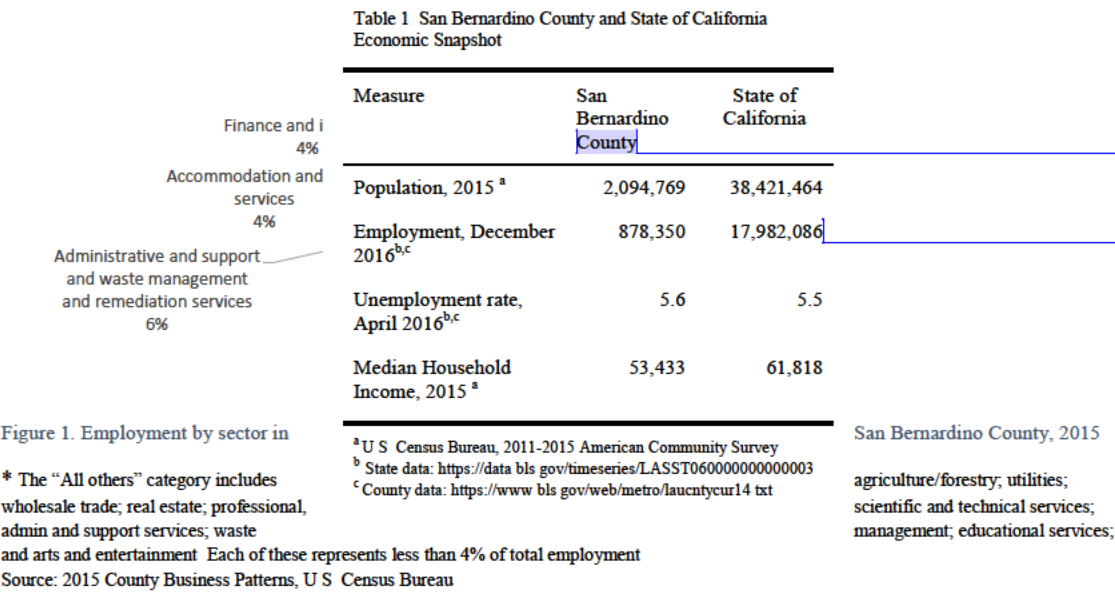 Table 1 San Bernardino County and State of California
Economic Snapshot
Measure
San
Bernardino
County
State of
California
Finance and i
4%
Accommodation and
services
4%
Administrative and support
and waste management
and remediation services
6%
Population, 2015 ᵃ 2,094,769 38,421,464
Employment, December 878,350 17,982,086
2016ᵇ,ᶜ
Unemployment rate, 5.6 5.5
April 2016ᵇ,ᶜ
Median Household 53,433 61,818
Income, 2015 ᵃ
ᵃ U S Census Bureau, 2011-2015 American Community Survey
ᵇ State data: https://data bls gov/timeseries/LASST060000000000003
ᶜ County data: https://www bls gov/web/metro/laucntycur14 txt
Figure 1. Employment by sector in San Bernardino County, 2015
* The “All others” category includes agriculture/forestry; utilities;
wholesale trade; real estate; professional, scientific and technical services;
admin and support services; waste management; educational services;
and arts and entertainment Each of these represents less than 4% of total employment
Source: 2015 County Business Patterns, U S Census Bureau